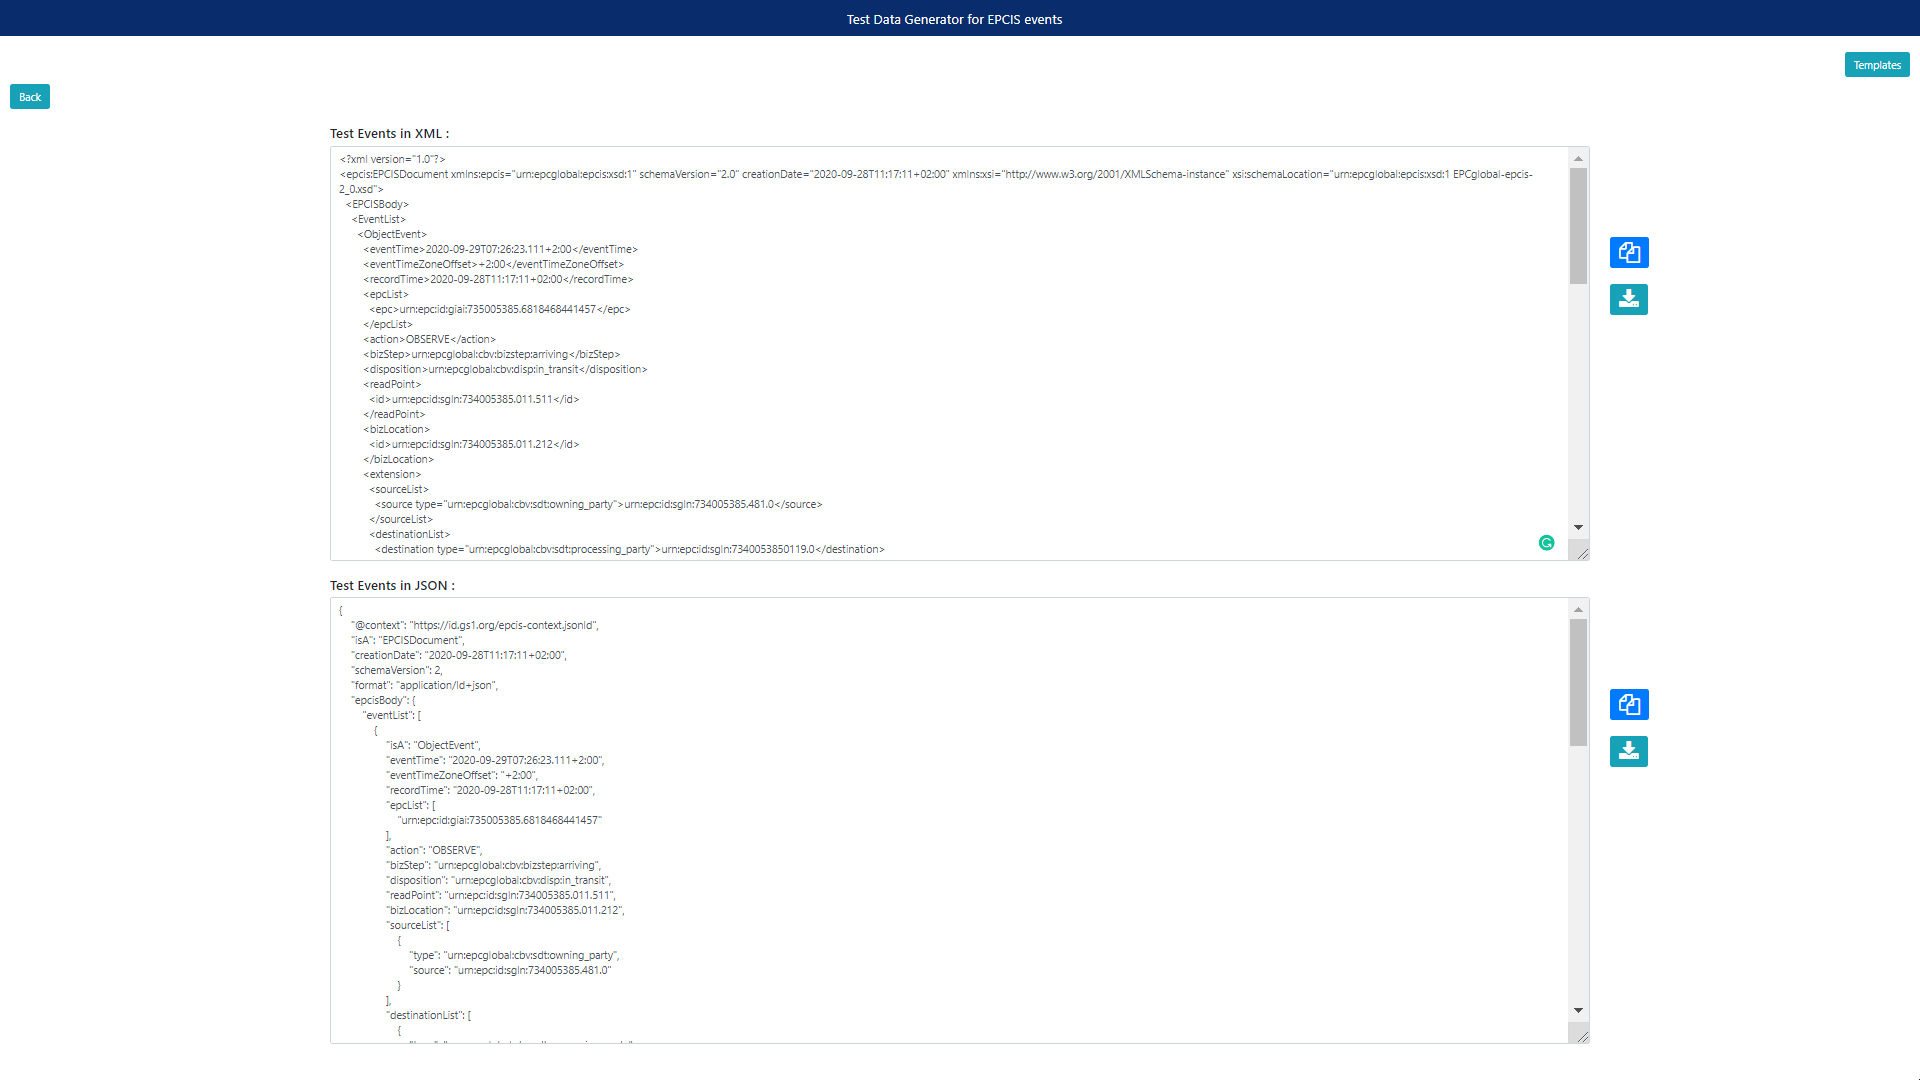 Test Data Generator for EPCIS events
Templates
Back
Test Events in XML :
<?xml version="1.0"?>
<epcis:EPCISDocument xmlns:epcis="urn:epcglobal:epcis:xsd:1" schemaVersion="2.0" creationDate="2020-09-28T11:17:11+02:00" xmlns:xsi="http://www.w3.org/2001/XMLSchema-instance" xsi:schemaLocation="urn:epcglobal:epcis:xsd:1 EPCglobal-epcis-
2_0.xsd">
<EPCISBody>
<EventList>
<ObjectEvent>
<eventTime>2020-09-29T07:26:23.111+2:00</eventTime>
<eventTimeZoneOffset>+2:00</eventTimeZoneOffset>
<recordTime>2020-09-28T11:17:11+02:00</recordTime>
<epcList>
<epc>urn:epc:id:giai:735005385.6818468441457</epc>
</epcList>
<action>OBSERVE</action>
<bizStep>urn:epcglobal:cbv:bizstep:arriving</bizStep>
<disposition>urn:epcglobal:cbv:disp:in_transit</disposition>
<readPoint>
<id>urn:epc:id:sgln:734005385.011.511</id>
</readPoint>
<bizLocation>
<id>urn:epc:id:sgln:734005385.011.212</id>
</bizLocation>
<extension>
<sourceList>
<source type="urn:epcglobal:cbv:sdt:owning_party">urn:epc:id:sgln:734005385.481.0</source>
</sourceList>
<destinationList>
<destination type="urn:epcglobal:cbv:sdt:processing_party">urn:epc:id:sgln:7340053850119.0</destination>
Test Events in JSON :
{
"@context": "https://id.gs1.org/epcis-context.jsonld",
"isA": "EPCISDocument",
"creationDate": "2020-09-28T11:17:11+02:00",
"schemaVersion": 2,
"format": "application/ld+json",
"epcisBody": {
"eventList": [
{
"isA": "ObjectEvent",
"eventTime": "2020-09-29T07:26:23.111+2:00",
"eventTimeZoneOffset": "+2:00",
"recordTime": "2020-09-28T11:17:11+02:00",
"epcList": [
"urn:epc:id:giai:735005385.6818468441457"
],
"action": "OBSERVE",
"bizStep": "urn:epcglobal:cbv:bizstep:arriving",
"disposition": "urn:epcglobal:cbv:disp:in_transit",
"readPoint": "urn:epc:id:sgln:734005385.011.511",
"bizLocation": "urn:epc:id:sgln:734005385.011.212",
"sourceList": [
{
"type": "urn:epcglobal:cbv:sdt:owning_party",
"source": "urn:epc:id:sgln:734005385.481.0"
}
],
"destinationList": [
{